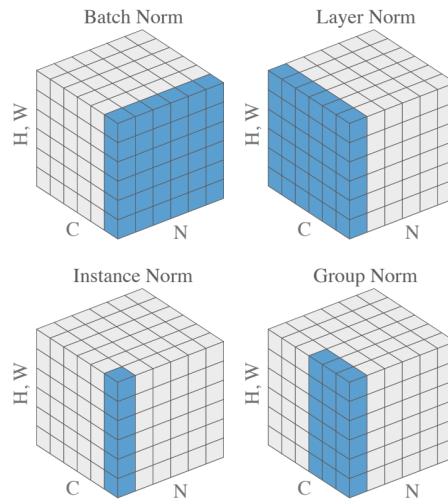 Batch Norm
H, W
C
N
Layer Norm
H, W
C
N
Instance Norm
H, W
C
N
Group Norm
H, W
C
N